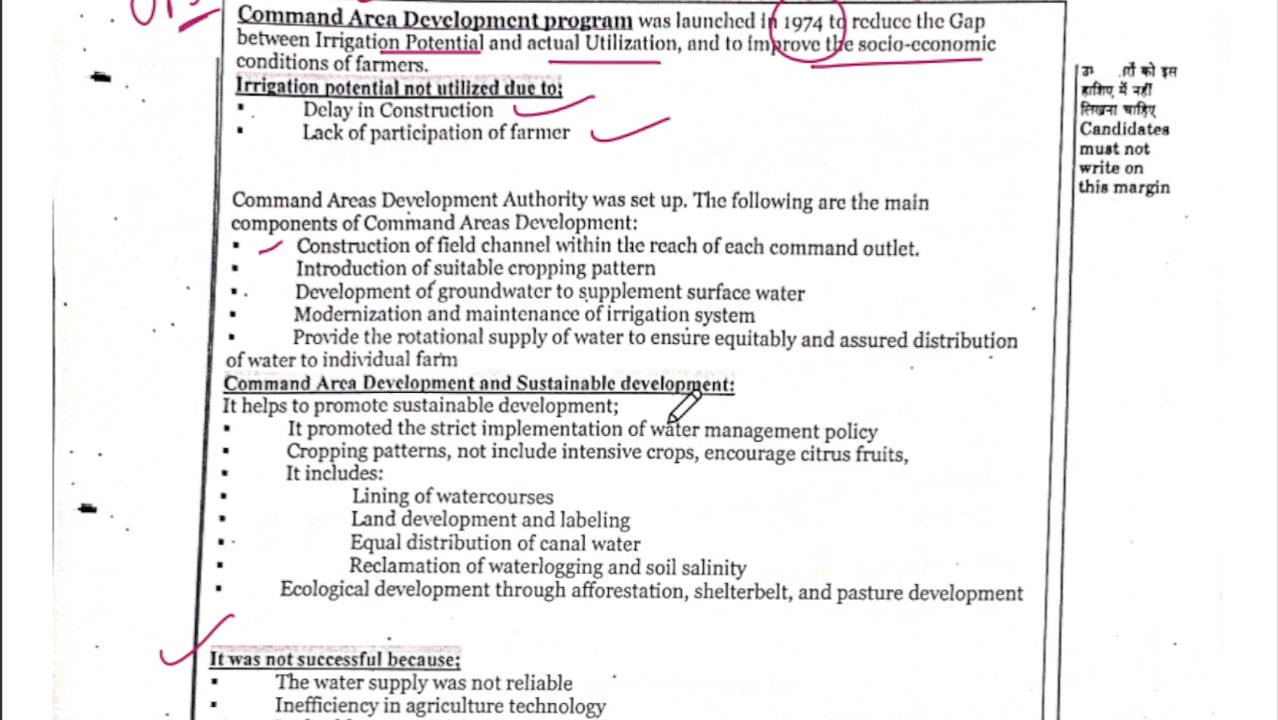 Command Area Development program was launched in 1974 to reduce the Gap
between Irrigation Potential and actual Utilization, and to improve the socio-economic
conditions of farmers.
Irrigation potential not utilized due to;
▪ Delay in Construction
▪ Lack of participation of farmer
Command Areas Development Authority was set up. The following are the main
components of Command Areas Development:
▪ Construction of field channel within the reach of each command outlet.
▪ Introduction of suitable cropping pattern
▪ Development of groundwater to supplement surface water
▪ Modernization and maintenance of irrigation system
▪ Provide the rotational supply of water to ensure equitably and assured distribution
of water to individual farm
Command Area Development and Sustainable development:
It helps to promote sustainable development;
▪ It promoted the strict implementation of water management policy
▪ Cropping patterns, not include intensive crops, encourage citrus fruits,
▪ It includes:
▪ Lining of watercourses
▪ Land development and labeling
▪ Equal distribution of canal water
▪ Reclamation of waterlogging and soil salinity
▪ Ecological development through afforestation, shelterbelt, and pasture development
It was not successful because;
▪ The water supply was not reliable
▪ Inefficiency in agriculture technology
को इस
हाशिए में नहीं
लिखना चाहिए
Candidates
must not
write on
this margin